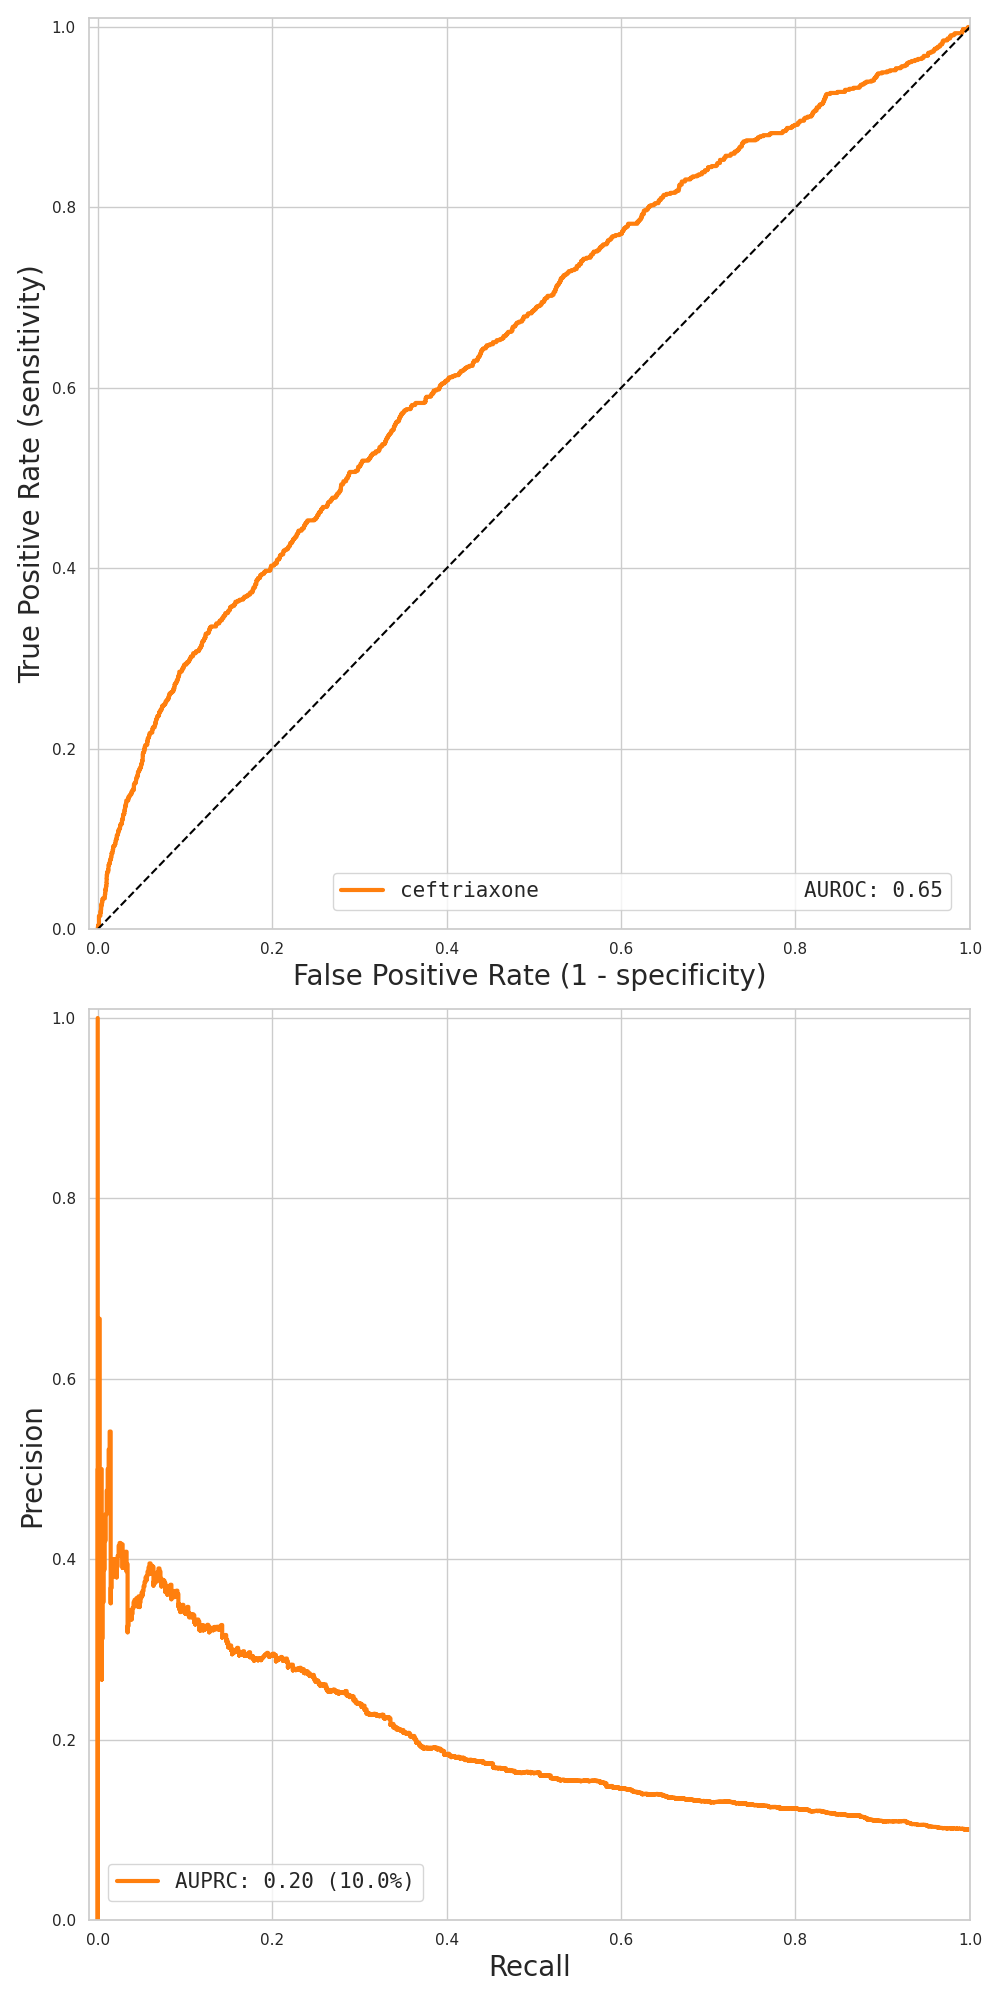 1.0
0.8
0.6
0.4
0.2
0.0
True Positive Rate (sensitivity)
ceftriaxone AUROC: 0.65
0.0 0.2 0.4 0.6 0.8 1.0
False Positive Rate (1 - specificity)
1.0
0.8
0.6
0.4
0.2
0.0
Precision
AUPRC: 0.20 (10.0%)
0.0 0.2 0.4 0.6 0.8 1.0
Recall